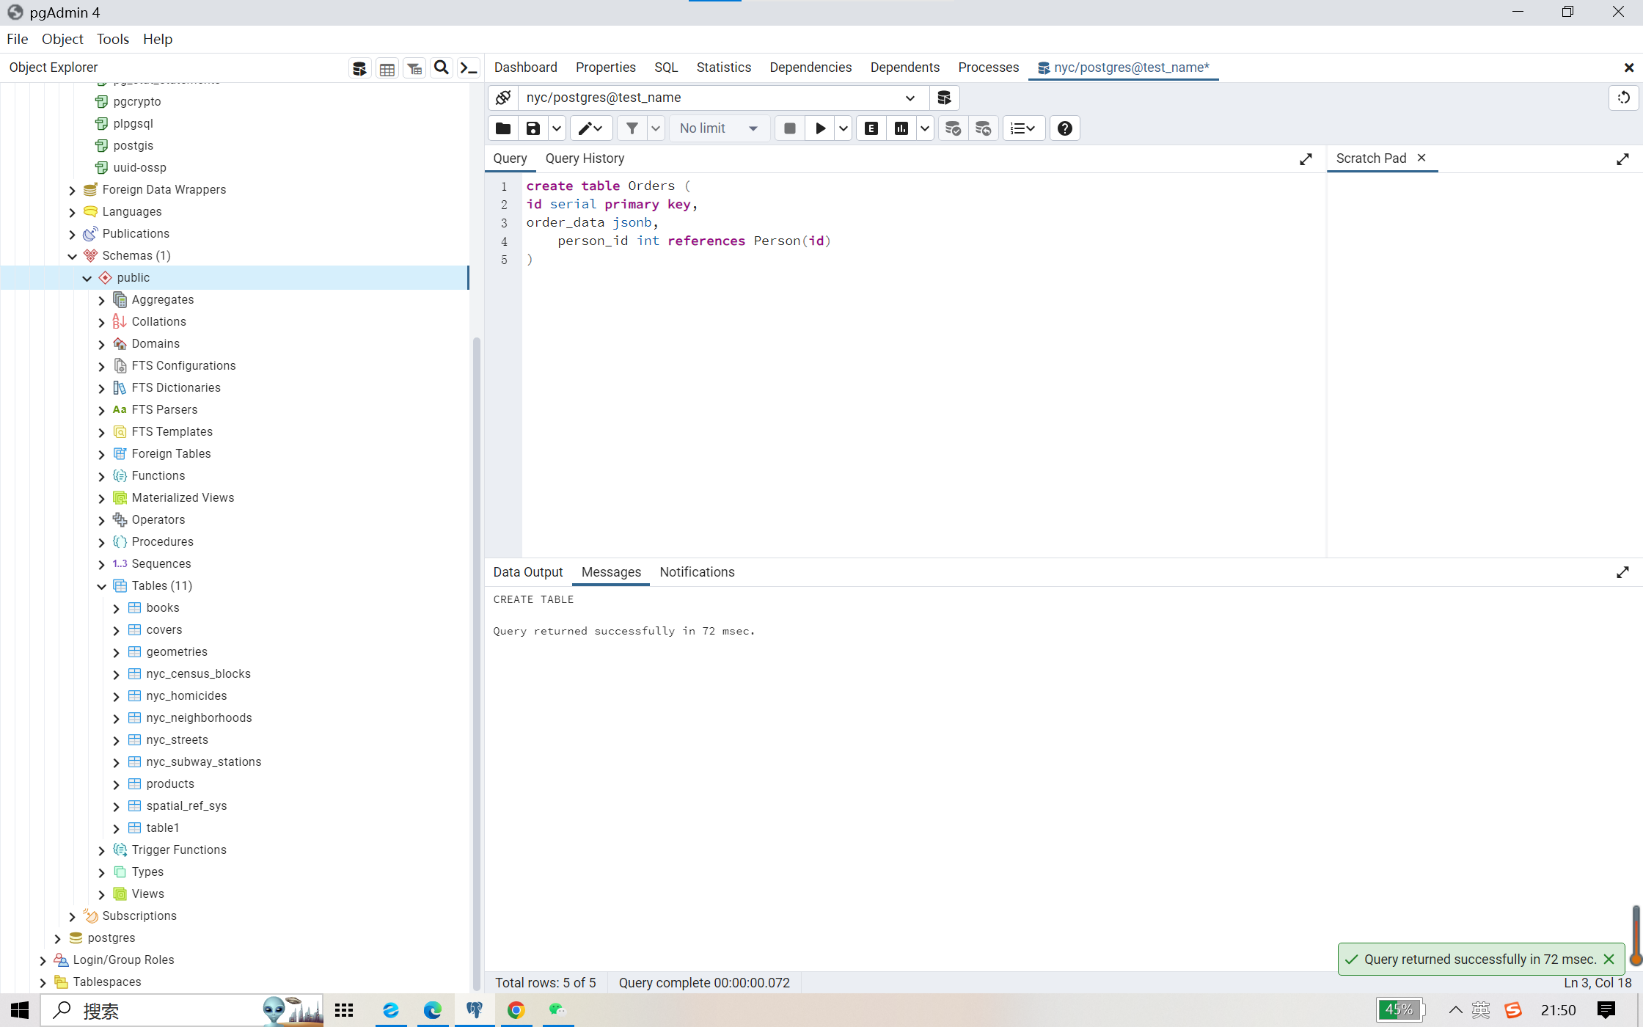 pgAdmin 4
File Object Tools Help
Object Explorer
Dashboard Properties SQL Statistics Dependencies Dependents Processes nyc/postgres@test_name*
pgcrypto
plpgsql
postgis
uuid-ossp
Foreign Data Wrappers
Languages
Publications
Schemas (1)
public
Aggregates
Collations
Domains
FTS Configurations
FTS Dictionaries
Aa FTS Parsers
FTS Templates
Foreign Tables
Functions
Materialized Views
Operators
Procedures
1..3 Sequences
Tables (11)
books
covers
geometries
nyc_census_blocks
nyc_homicides
nyc_neighborhoods
nyc_streets
nyc_subway_stations
products
spatial_ref_sys
table1
Trigger Functions
Types
Views
Subscriptions
postgres
Login/Group Roles
Tablespaces
nyc/postgres@test_name
No limit
E
Query Query History
Scratch Pad
1 create table Orders (
2 id serial primary key,
3 order_data jsonb,
4 person_id int references Person(id)
5 )
Data Output Messages Notifications
CREATE TABLE
Query returned successfully in 72 msec.
Query returned successfully in 72 msec.
Total rows: 5 of 5 Query complete 00:00:00.072
Ln 3, Col 18
搜索
45%
英
21:50